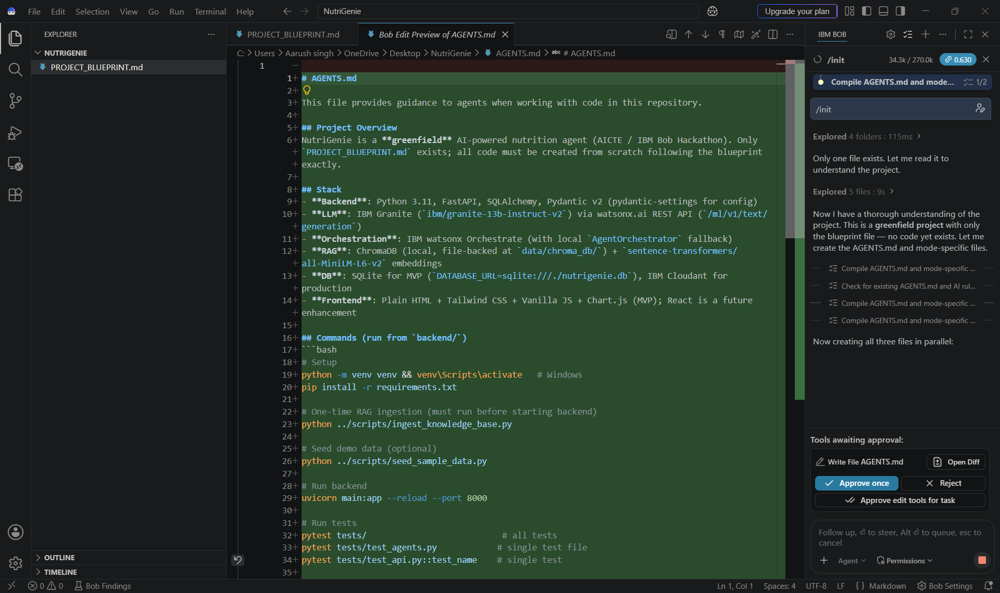 File Edit Selection View Go Run Terminal Help
NutriGenie
Upgrade your plan
EXPLORER
NUTRIGENIE
PROJECT_BLUEPRINT.md
OUTLINE
TIMELINE
PROJECT_BLUEPRINT.md
Bob Edit Preview of AGENTS.md
C: > Users > Aarush singh > OneDrive > Desktop > NutriGenie > AGENTS.md > abc # AGENTS.md
1 −
1+ # AGENTS.md
2+
3+ This file provides guidance to agents when working with code in this repository.
4+
5+ ## Project Overview
6+ NutriGenie is a **greenfield** AI-powered nutrition agent (AICTE / IBM Bob Hackathon). Only
+ `PROJECT_BLUEPRINT.md` exists; all code must be created from scratch following the blueprint
+ exactly.
7+
8+ ## Stack
9+ - **Backend**: Python 3.11, FastAPI, SQLAlchemy, Pydantic v2 (pydantic-settings for config)
10+ - **LLM**: IBM Granite (`ibm/granite-13b-instruct-v2`) via watsonx.ai REST API (`/ml/v1/text/
+ generation`)
11+ - **Orchestration**: IBM watsonx Orchestrate (with local `AgentOrchestrator` fallback)
12+ - **RAG**: ChromaDB (local, file-backed at `data/chroma_db/`) + `sentence-transformers/
+ all-MiniLM-L6-v2` embeddings
13+ - **DB**: SQLite for MVP (`DATABASE_URL=sqlite:///./nutrigenie.db`), IBM Cloudant for
+ production
14+ - **Frontend**: Plain HTML + Tailwind CSS + Vanilla JS + Chart.js (MVP); React is a future
+ enhancement
15+
16+ ## Commands (run from `backend/`)
17+ ```bash
18+ # Setup
19+ python -m venv venv && venv\Scripts\activate   # Windows
20+ pip install -r requirements.txt
21+
22+ # One-time RAG ingestion (must run before starting backend)
23+ python ../scripts/ingest_knowledge_base.py
24+
25+ # Seed demo data (optional)
26+ python ../scripts/seed_sample_data.py
27+
28+ # Run backend
29+ uvicorn main:app --reload --port 8000
30+
31+ # Run tests
32+ pytest tests/                           # all tests
33+ pytest tests/test_agents.py            # single test file
34+ pytest tests/test_api.py::test_name    # single test
35+
IBM BOB
/init 34.3k / 270.0k 0.630
Compile AGENTS.md and mode... 1/2
/init
Explored 4 folders : 115ms >
Only one file exists. Let me read it to
understand the project.
Explored 5 files : 9s >
Now I have a thorough understanding of the
project. This is a greenfield project with only
the blueprint file — no code yet exists. Let me
create the AGENTS.md and mode-specific files.
Compile AGENTS.md and mode-specific ...
Check for existing AGENTS.md and AI rul...
Compile AGENTS.md and mode-specific ...
Compile AGENTS.md and mode-specific ...
Now creating all three files in parallel:
Tools awaiting approval:
Write File AGENTS.md Open Diff
Approve once Reject
Approve edit tools for task
Follow up, ⏎ to steer, Alt ⏎ to queue, esc to
cancel
Agent Permissions
0 0 Bob Findings Ln 1, Col 1 Spaces: 4 UTF-8 LF { } Markdown Bob Settings